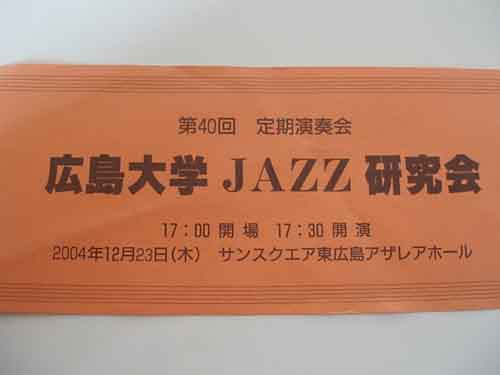 第40回 定期演奏会
広島大学 JAZZ 研究会
17:00 開場 17:30 開演
2004年12月23日(木) サンスクエア東広島アザレアホール